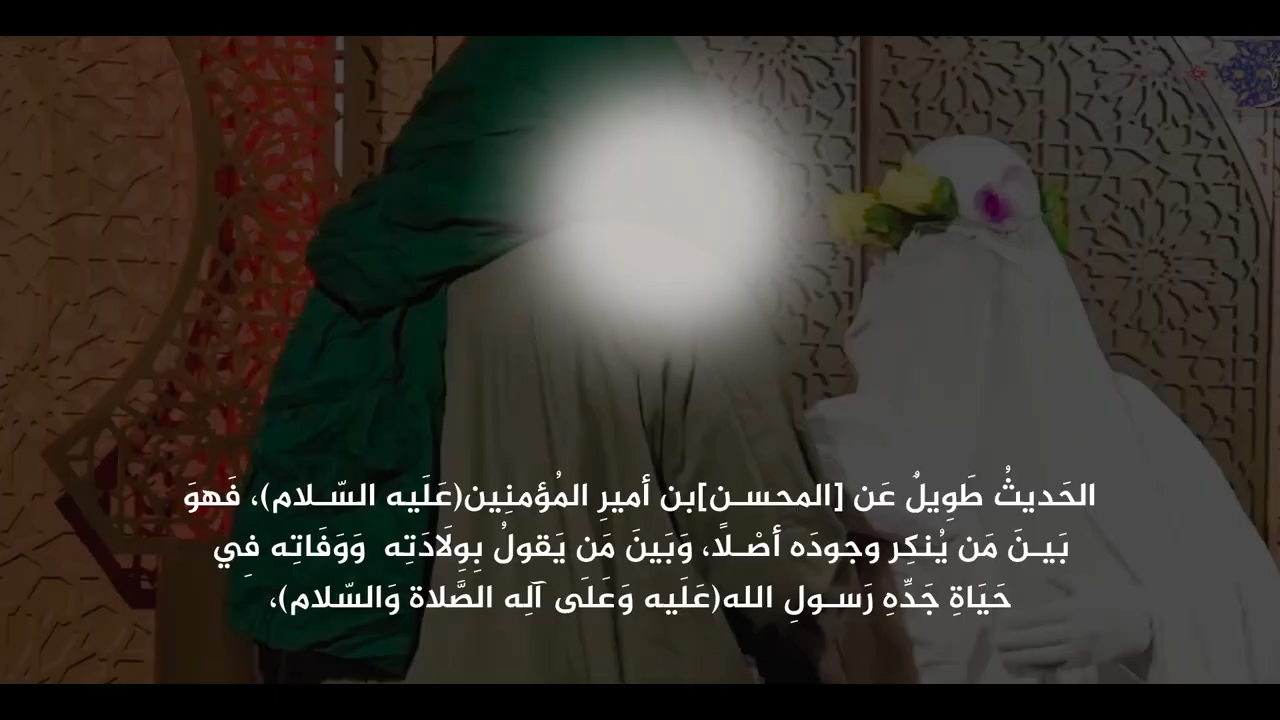 الحَديثُ طَوِيلٌ عَن [المحسـن]بن أميرِ المُؤمنِين(عَلَيه السّـلام)، فَهوَ
بَيـنَ مَن يُنكِر وجودَه أصْـلًا، وَبَينَ مَن يَقولُ بِوِلَادَتِه وَوَفَاتِه فِي
حَيَاةِ جَدِّهِ رَسـولِ الله(عَلَيه وَعَلَى آلِه الصَّلاة وَالسّلام)،